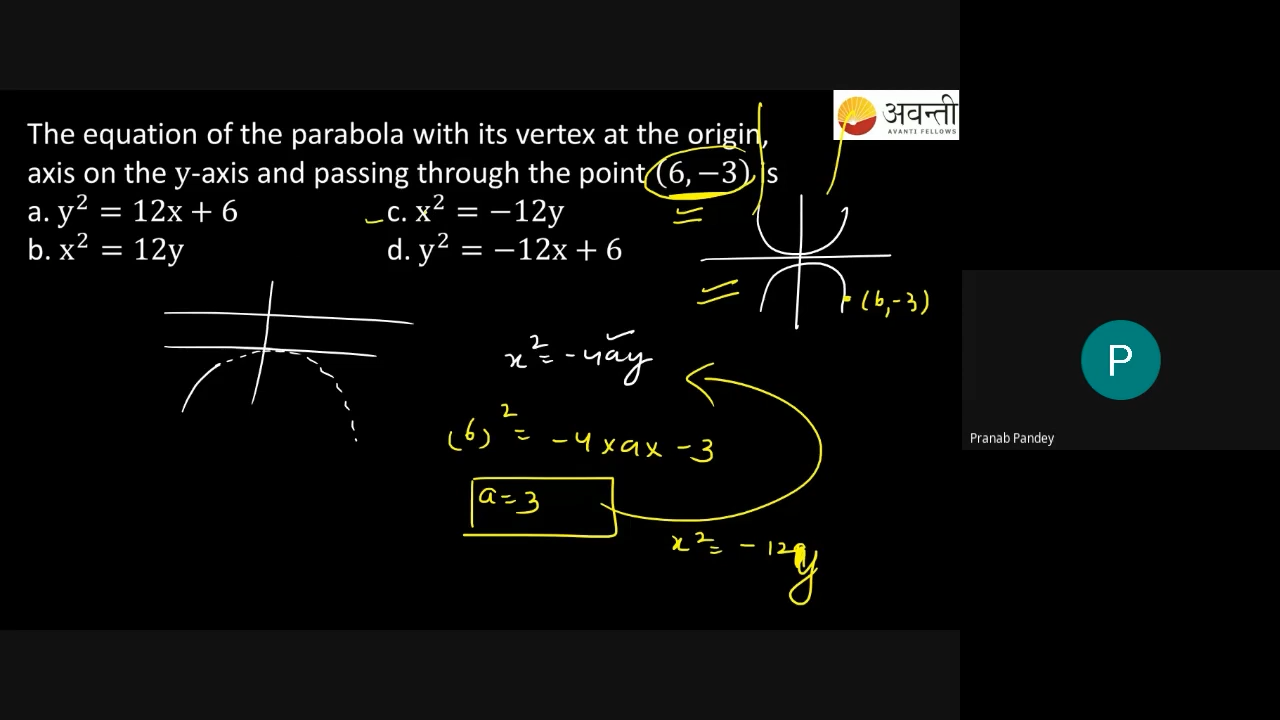 अवन्ती
AVANTI FELLOWS
The equation of the parabola with its vertex at the origin,
axis on the y-axis and passing through the point (6, −3) is
a. y² = 12x + 6
c. x² = −12y
b. x² = 12y
d. y² = −12x + 6
(6,-3)
x² = -4ay
(6)² = -4×a×-3
a=3
x² = -12y
P
Pranab Pandey